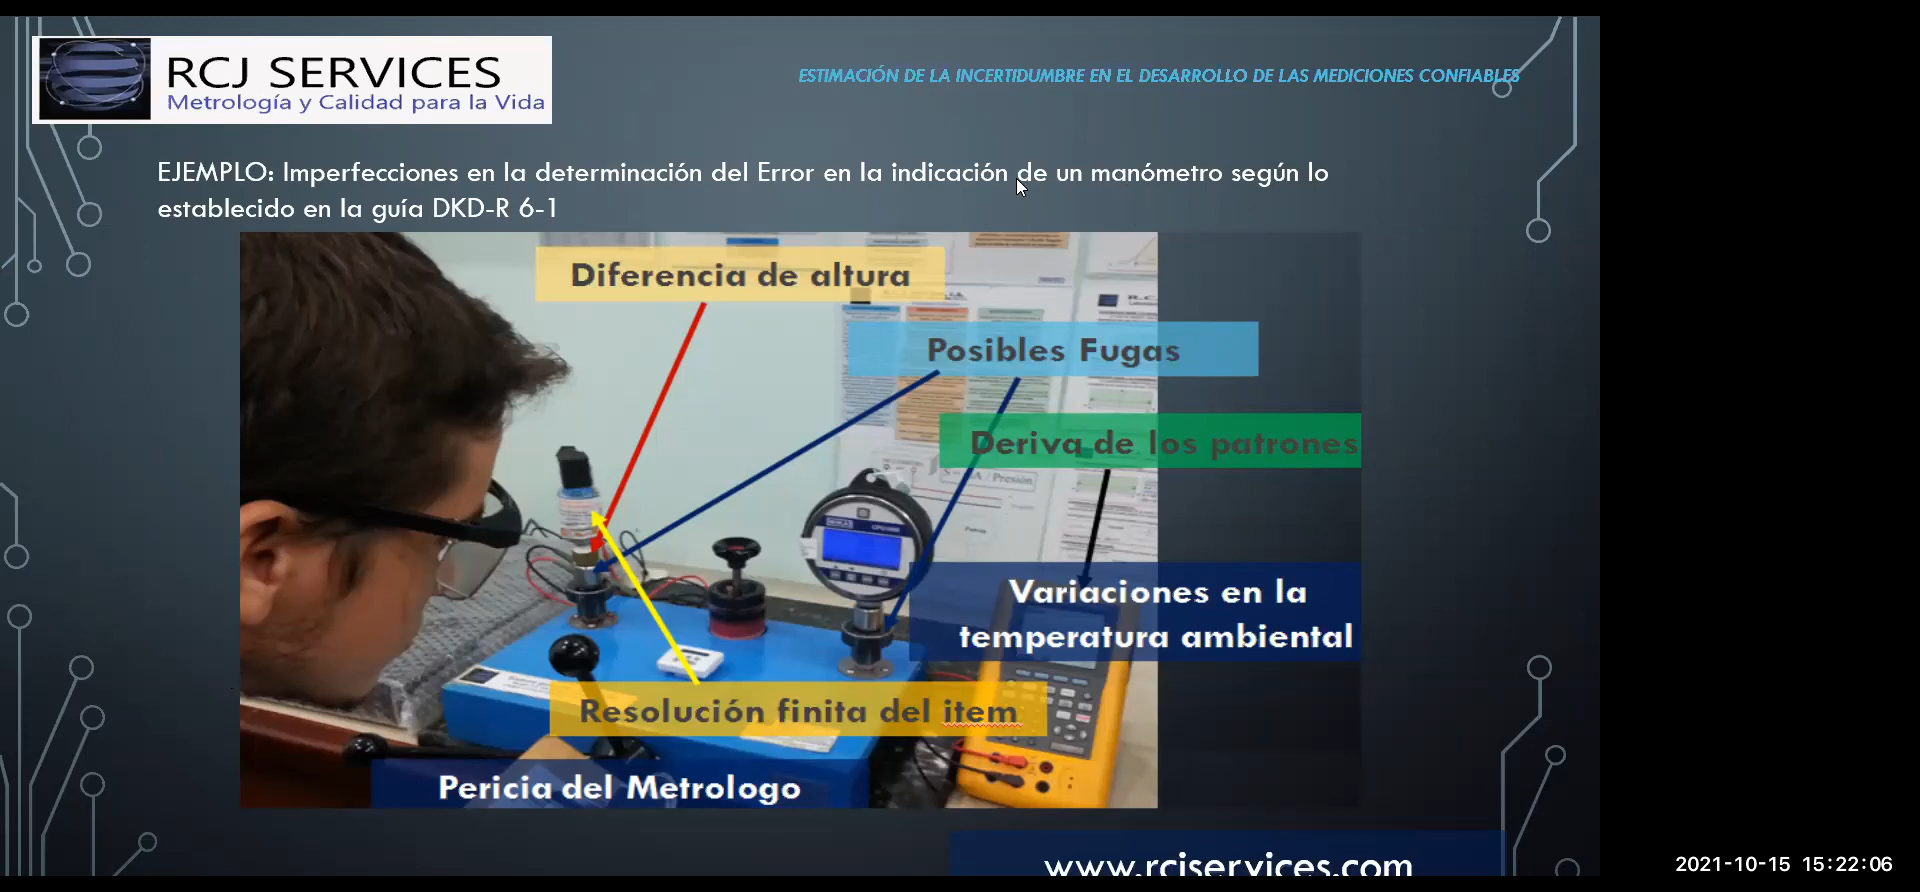 RCJ SERVICES
Metrología y Calidad para la Vida
ESTIMACIÓN DE LA INCERTIDUMBRE EN EL DESARROLLO DE LAS MEDICIONES CONFIABLES
EJEMPLO: Imperfecciones en la determinación del Error en la indicación de un manómetro según lo
establecido en la guía DKD-R 6-1
Diferencia de altura
Posibles Fugas
Deriva de los patrones
Variaciones en la
temperatura ambiental
Resolución finita del item
Pericia del Metrologo
www.rcjservices.com
2021-10-15 15:22:06